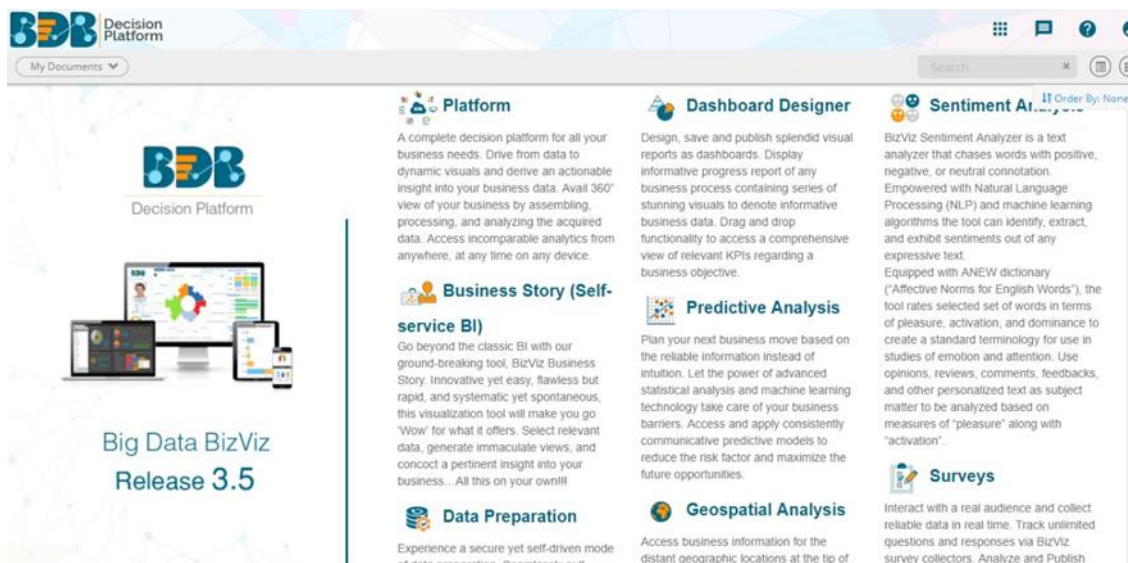 BDB Decision
Platform
My Documents
Search
Order By: None
BDB
Decision Platform
Big Data BizViz
Release 3.5
Platform
A complete decision platform for all your
business needs. Drive from data to
dynamic visuals and derive an actionable
insight into your business data. Avail 360°
view of your business by assembling,
processing, and analyzing the acquired
data. Access incomparable analytics from
anywhere, at any time on any device.
Business Story (Self-
service BI)
Go beyond the classic BI with our
ground-breaking tool, BizViz Business
Story. Innovative yet easy, flawless but
rapid, and systematic yet spontaneous,
this visualization tool will make you go
'Wow' for what it offers. Select relevant
data, generate immaculate views, and
concoct a pertinent insight into your
business…All this on your own!!!
Data Preparation
Experience a secure yet self-driven mode
of data preparation. Seamlessly pull
Dashboard Designer
Design, save and publish splendid visual
reports as dashboards. Display
informative progress report of any
business process containing series of
stunning visuals to denote informative
business data. Drag and drop
functionality to access a comprehensive
view of relevant KPIs regarding a
business objective.
Predictive Analysis
Plan your next business move based on
the reliable information instead of
intuition. Let the power of advanced
statistical analysis and machine learning
technology take care of your business
barriers. Access and apply consistently
communicative predictive models to
reduce the risk factor and maximize the
future opportunities.
Geospatial Analysis
Access business information for the
distant geographic locations at the tip of
Sentiment Analysis
BizViz Sentiment Analyzer is a text
analyzer that chases words with positive,
negative, or neutral connotation.
Empowered with Natural Language
Processing (NLP) and machine learning
algorithms the tool can identify, extract,
and exhibit sentiments out of any
expressive text.
Equipped with ANEW dictionary
("Affective Norms for English Words"), the
tool rates selected set of words in terms
of pleasure, activation, and dominance to
create a standard terminology for use in
studies of emotion and attention. Use
opinions, reviews, comments, feedbacks,
and other personalized text as subject
matter to be analyzed based on
measures of "pleasure" along with
"activation".
Surveys
Interact with a real audience and collect
reliable data in real time. Track unlimited
questions and responses via BizViz
survey collectors. Analyze and Publish